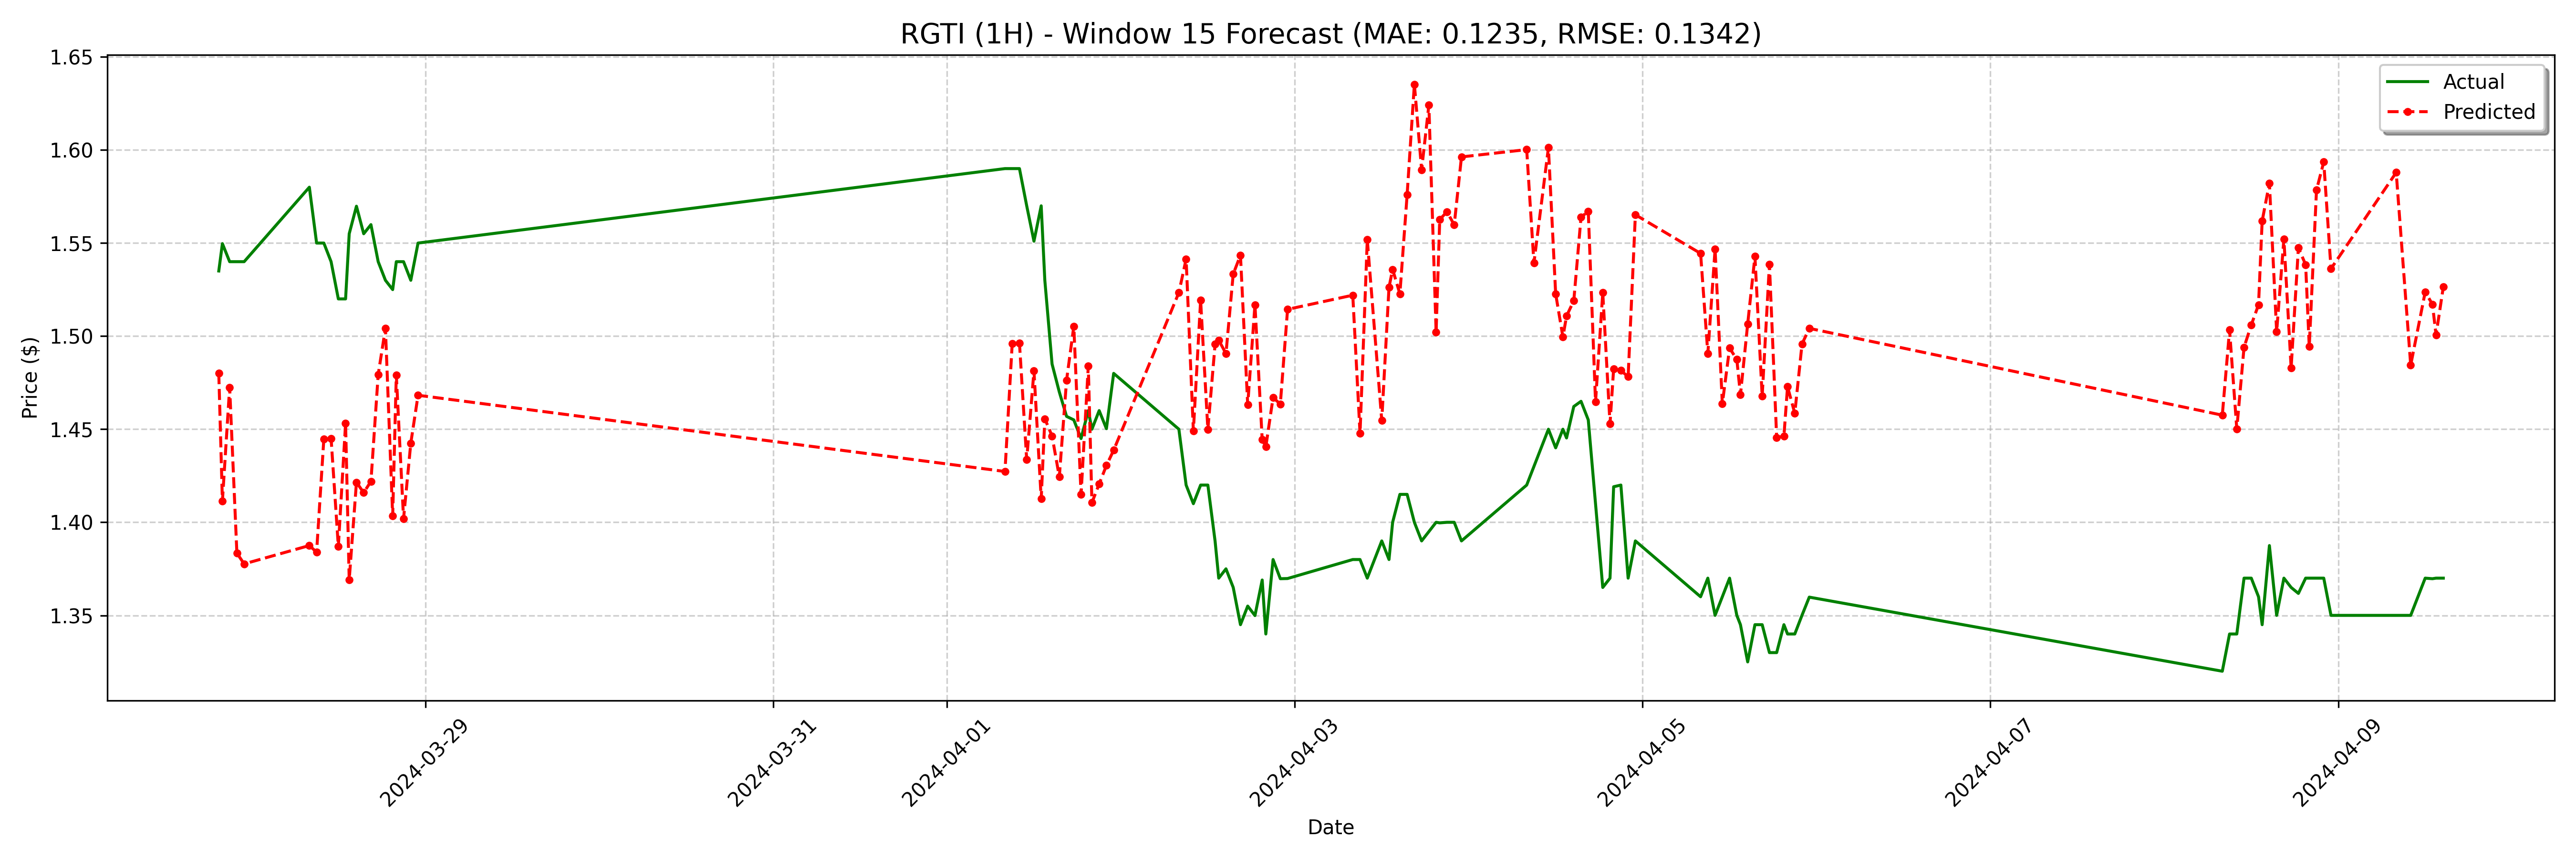 RGTI (1H) - Window 15 Forecast (MAE: 0.1235, RMSE: 0.1342)
Price ($)
1.65
1.60
1.55
1.50
1.45
1.40
1.35
Actual
Predicted
2024-03-29
2024-03-31
2024-04-01
2024-04-03
2024-04-05
2024-04-07
2024-04-09
Date